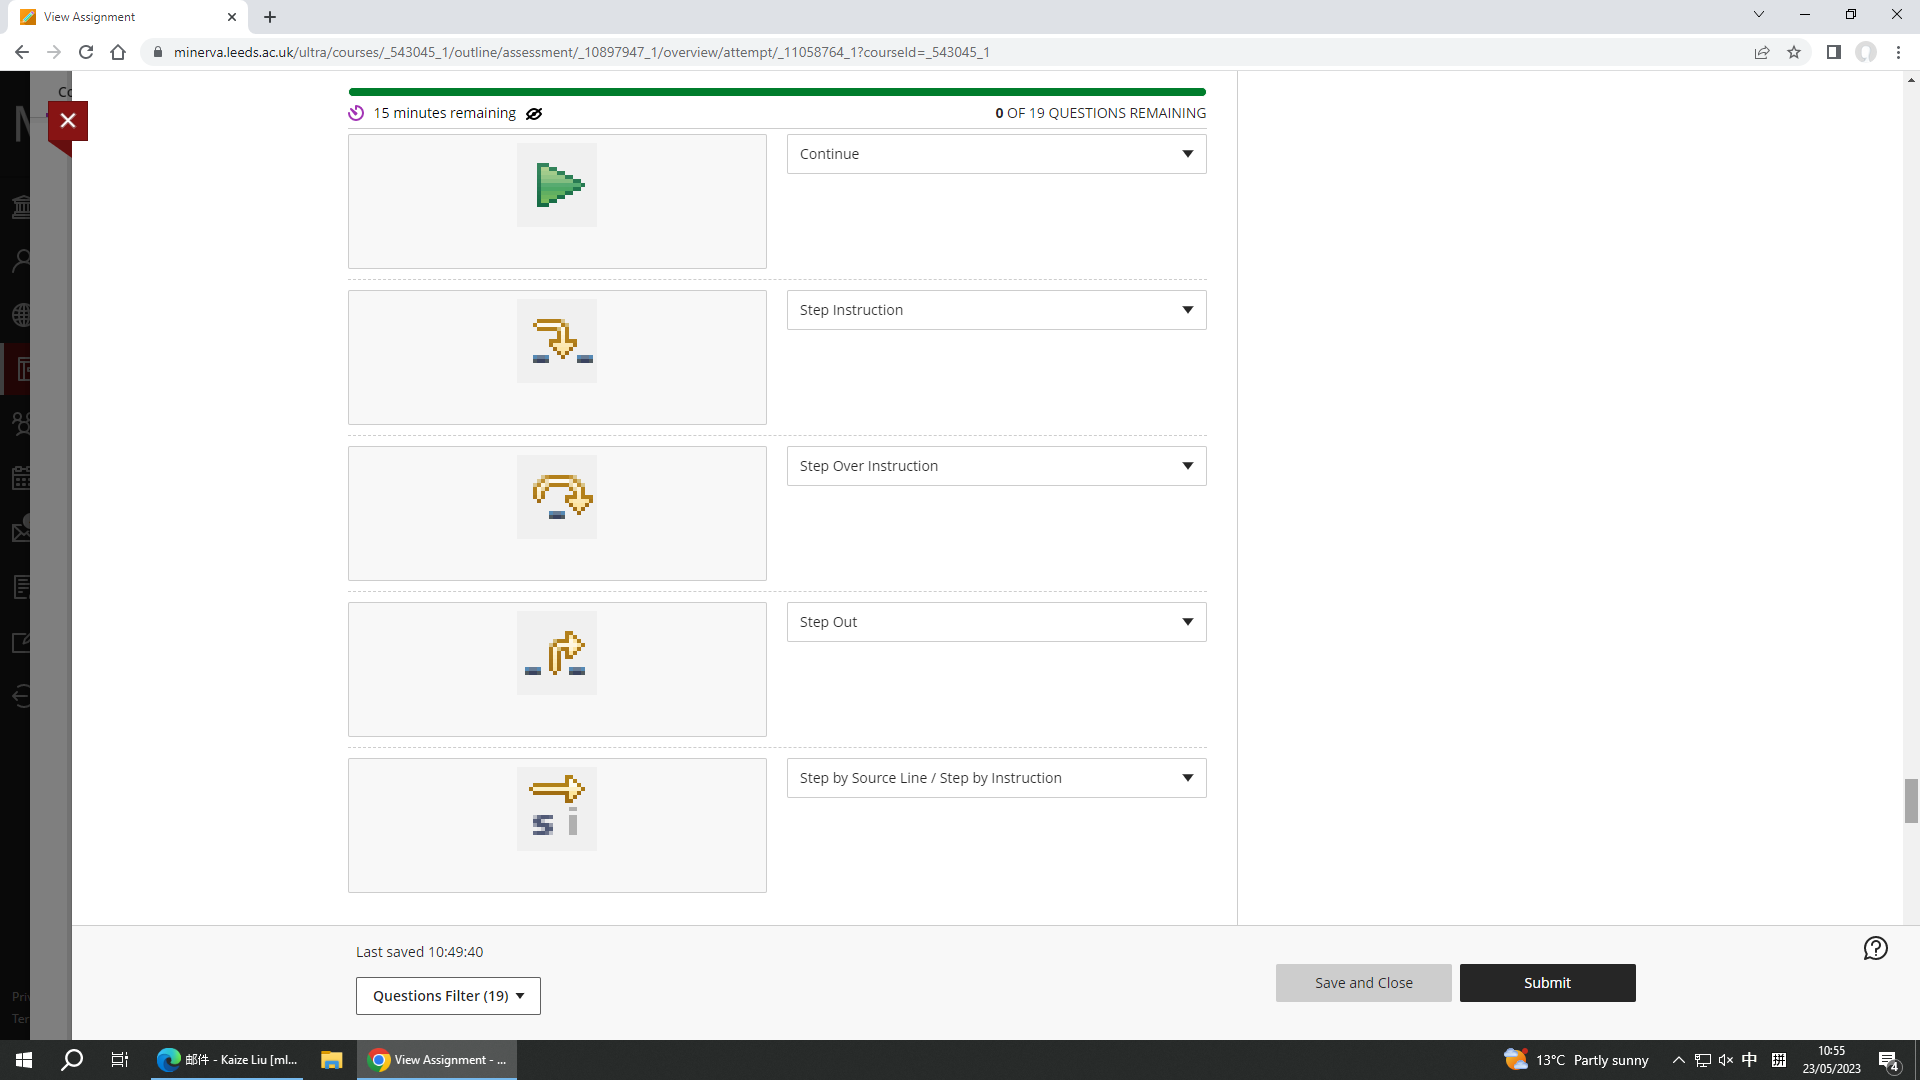 View Assignment
minerva.leeds.ac.uk/ultra/courses/_543045_1/outline/assessment/_10897947_1/overview/attempt/_11058764_1?courseId=_543045_1
15 minutes remaining
0 OF 19 QUESTIONS REMAINING
Continue
Step Instruction
Step Over Instruction
Step Out
s i
Step by Source Line / Step by Instruction
Last saved 10:49:40
Questions Filter (19)
Save and Close
Submit
邮件 - Kaize Liu [ml...
View Assignment - ...
13°C Partly sunny
中
拼
10:55
23/05/2023
4